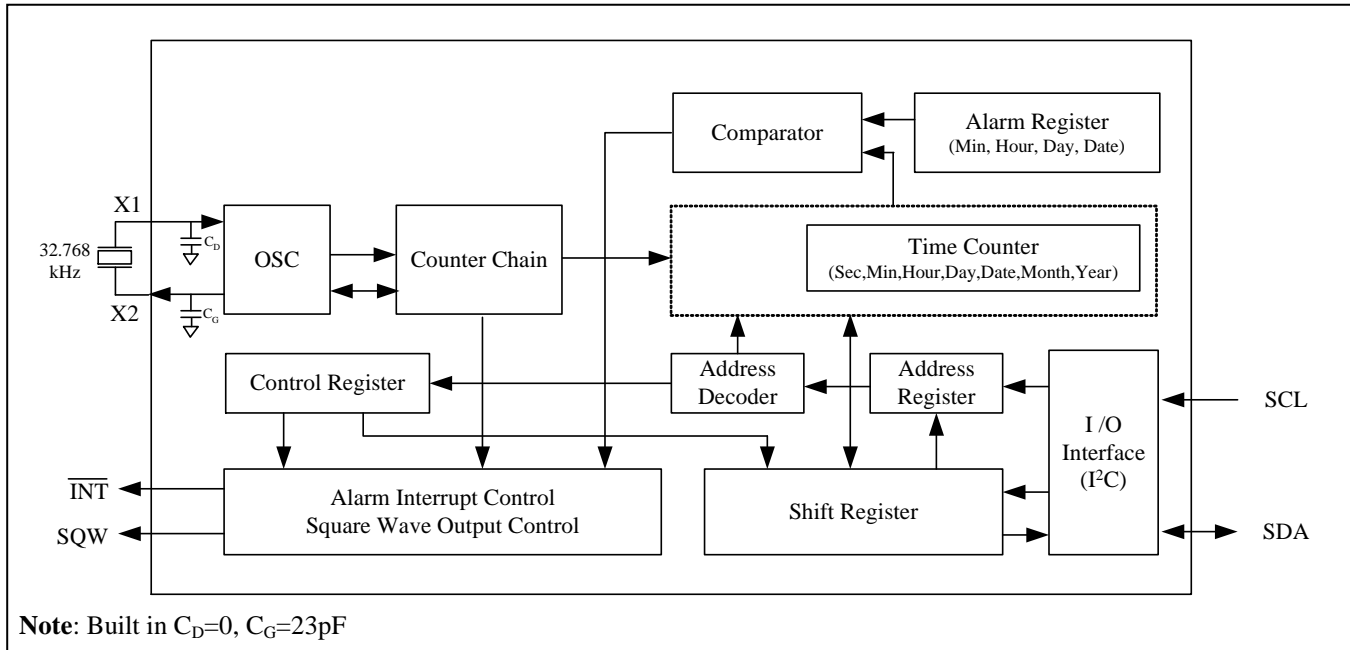 Comparator
Alarm Register
(Min, Hour, Day, Date)
X1
32.768
kHz
C_D
OSC
Counter Chain
Time Counter
(Sec,Min,Hour,Day,Date,Month,Year)
X2
C_G
Control Register
Address
Decoder
Address
Register
I /O
Interface
(I²C)
SCL
INT
SQW
Alarm Interrupt Control
Square Wave Output Control
Shift Register
SDA
Note: Built in C_D=0, C_G=23pF